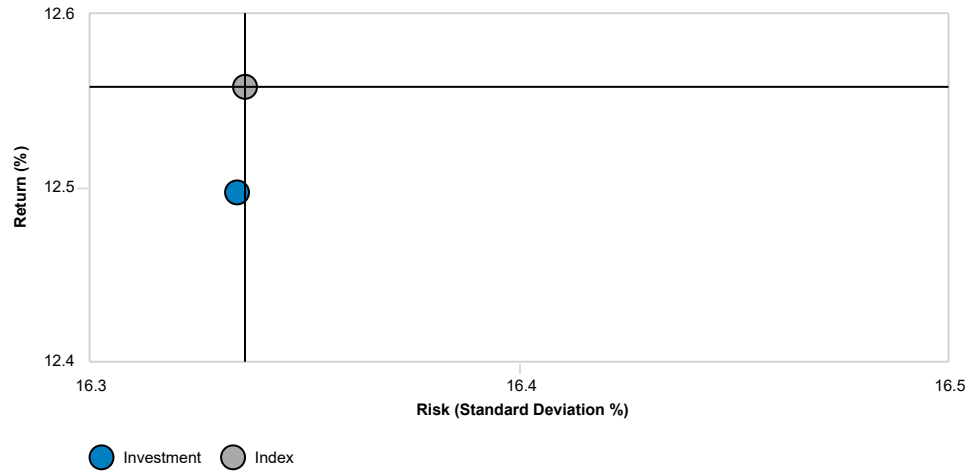 12.6
12.5
12.4
Return (%)
16.3
16.4
16.5
Risk (Standard Deviation %)
Investment
Index